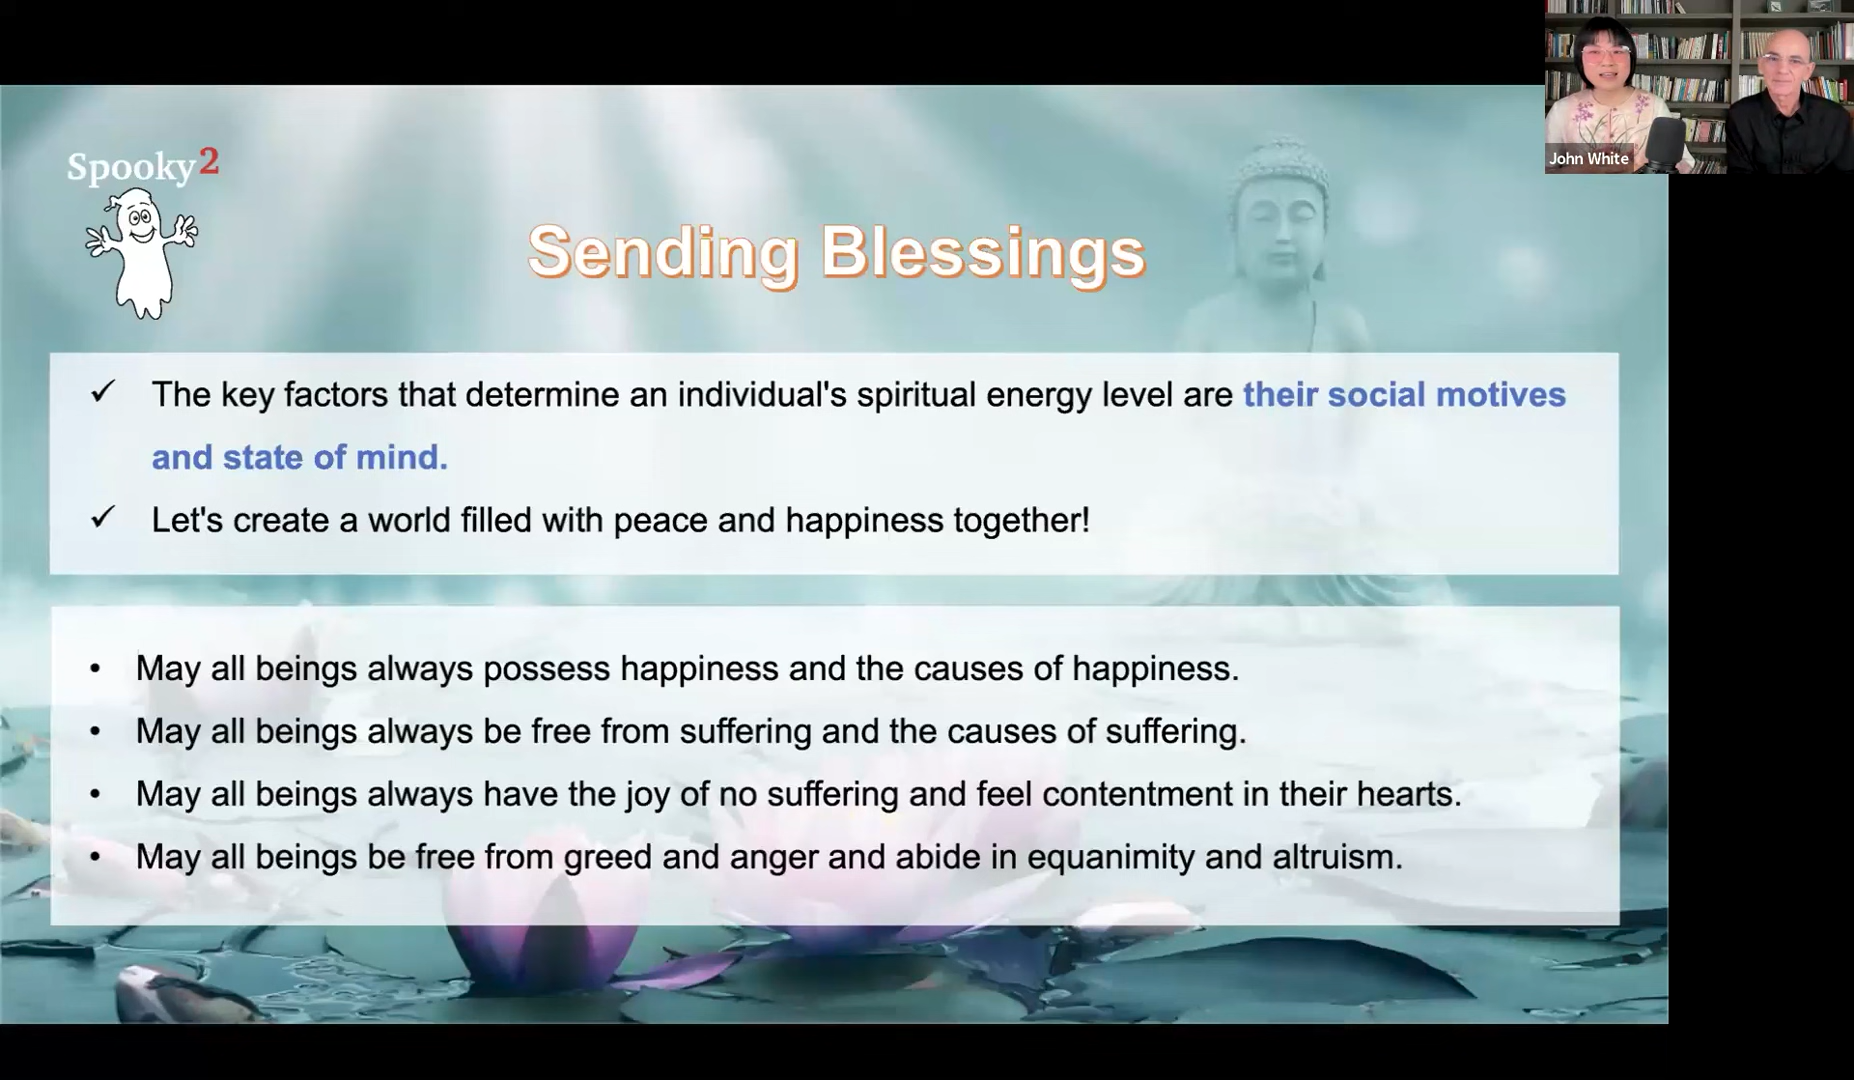 John White
Spooky2
Sending Blessings
✓ The key factors that determine an individual's spiritual energy level are their social motives
and state of mind.
✓ Let's create a world filled with peace and happiness together!
• May all beings always possess happiness and the causes of happiness.
• May all beings always be free from suffering and the causes of suffering.
• May all beings always have the joy of no suffering and feel contentment in their hearts.
• May all beings be free from greed and anger and abide in equanimity and altruism.